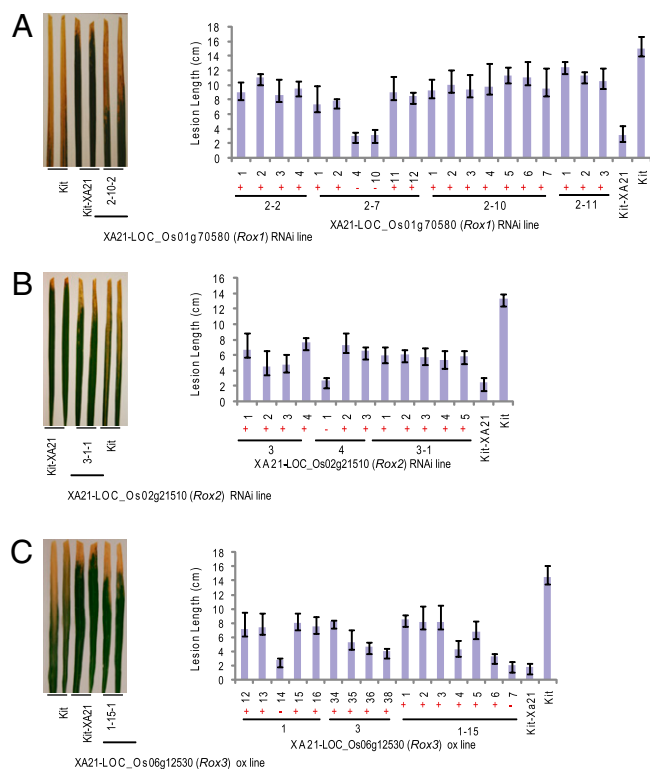 A
Kit
Kit-XA21
2-10-2
Lesion Length (cm)
18
16
14
12
10
8
6
4
2
0
1 2 3 4 1 2 4 10 11 12 1 2 3 4 5 6 7 1 2 3 Kit-XA21 Kit
+ + + + + + - - + + + + + + + + + + + +
2-2 2-7 2-10 2-11
XA21-LOC_Os01g70580 (Rox1) RNAi line
XA21-LOC_Os01g70580 (Rox1) RNAi line
B
Kit-XA21
3-1-1
Kit
Lesion Length (cm)
16
14
12
10
8
6
4
2
0
1 2 3 4 1 2 3 1 2 3 4 5 Kit-XA21 Kit
+ + + + - + + + + + + +
3 4 3-1
XA21-LOC_Os02g21510 (Rox2) RNAi line
XA21-LOC_Os02g21510 (Rox2) RNAi line
C
Kit
Kit-XA21
1-15-1
Lesion Length (cm)
18
16
14
12
10
8
6
4
2
0
12 13 14 15 16 34 35 36 38 1 2 3 4 5 6 7 Kit-Xa21 Kit
+ + - + + + + + + + + + + + + -
1 3 1-15
XA21-LOC_Os06g12530 (Rox3) ox line
XA21-LOC_Os06g12530 (Rox3) ox line